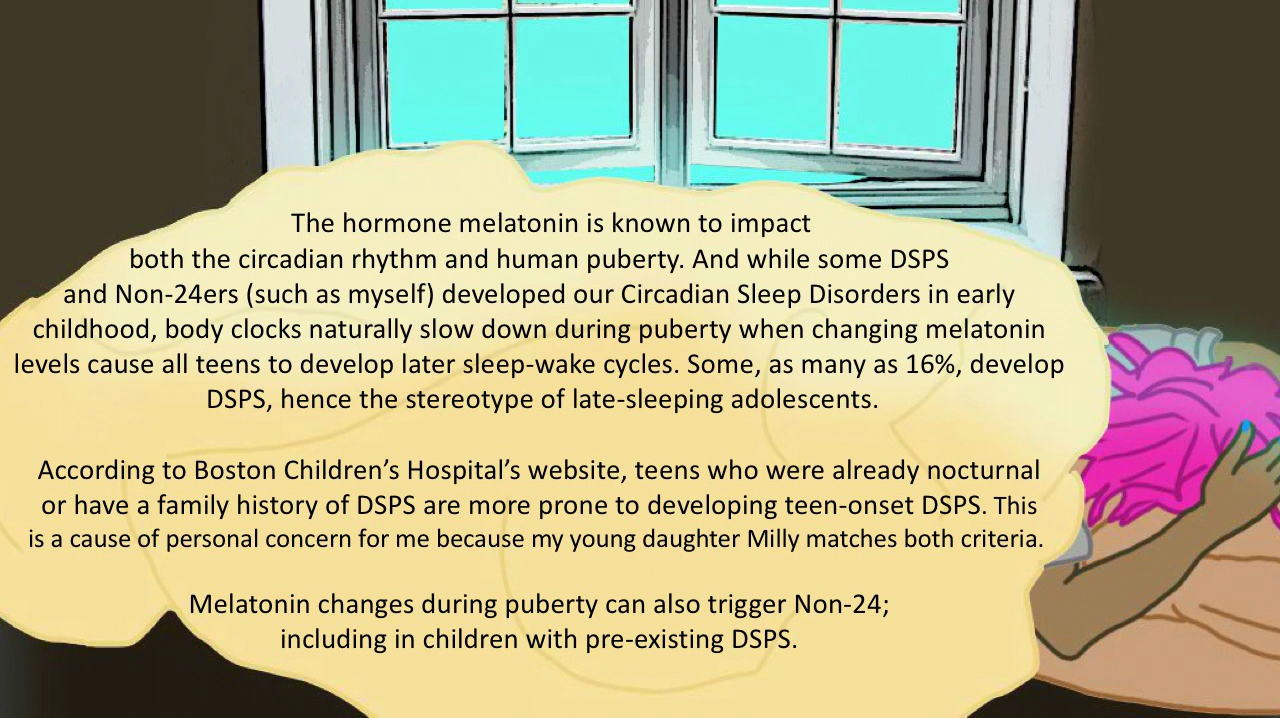 The hormone melatonin is known to impact
both the circadian rhythm and human puberty. And while some DSPS
and Non-24ers (such as myself) developed our Circadian Sleep Disorders in early
childhood, body clocks naturally slow down during puberty when changing melatonin
levels cause all teens to develop later sleep-wake cycles. Some, as many as 16%, develop
DSPS, hence the stereotype of late-sleeping adolescents.
According to Boston Children’s Hospital’s website, teens who were already nocturnal
or have a family history of DSPS are more prone to developing teen-onset DSPS. This
is a cause of personal concern for me because my young daughter Milly matches both criteria.
Melatonin changes during puberty can also trigger Non-24;
including in children with pre-existing DSPS.